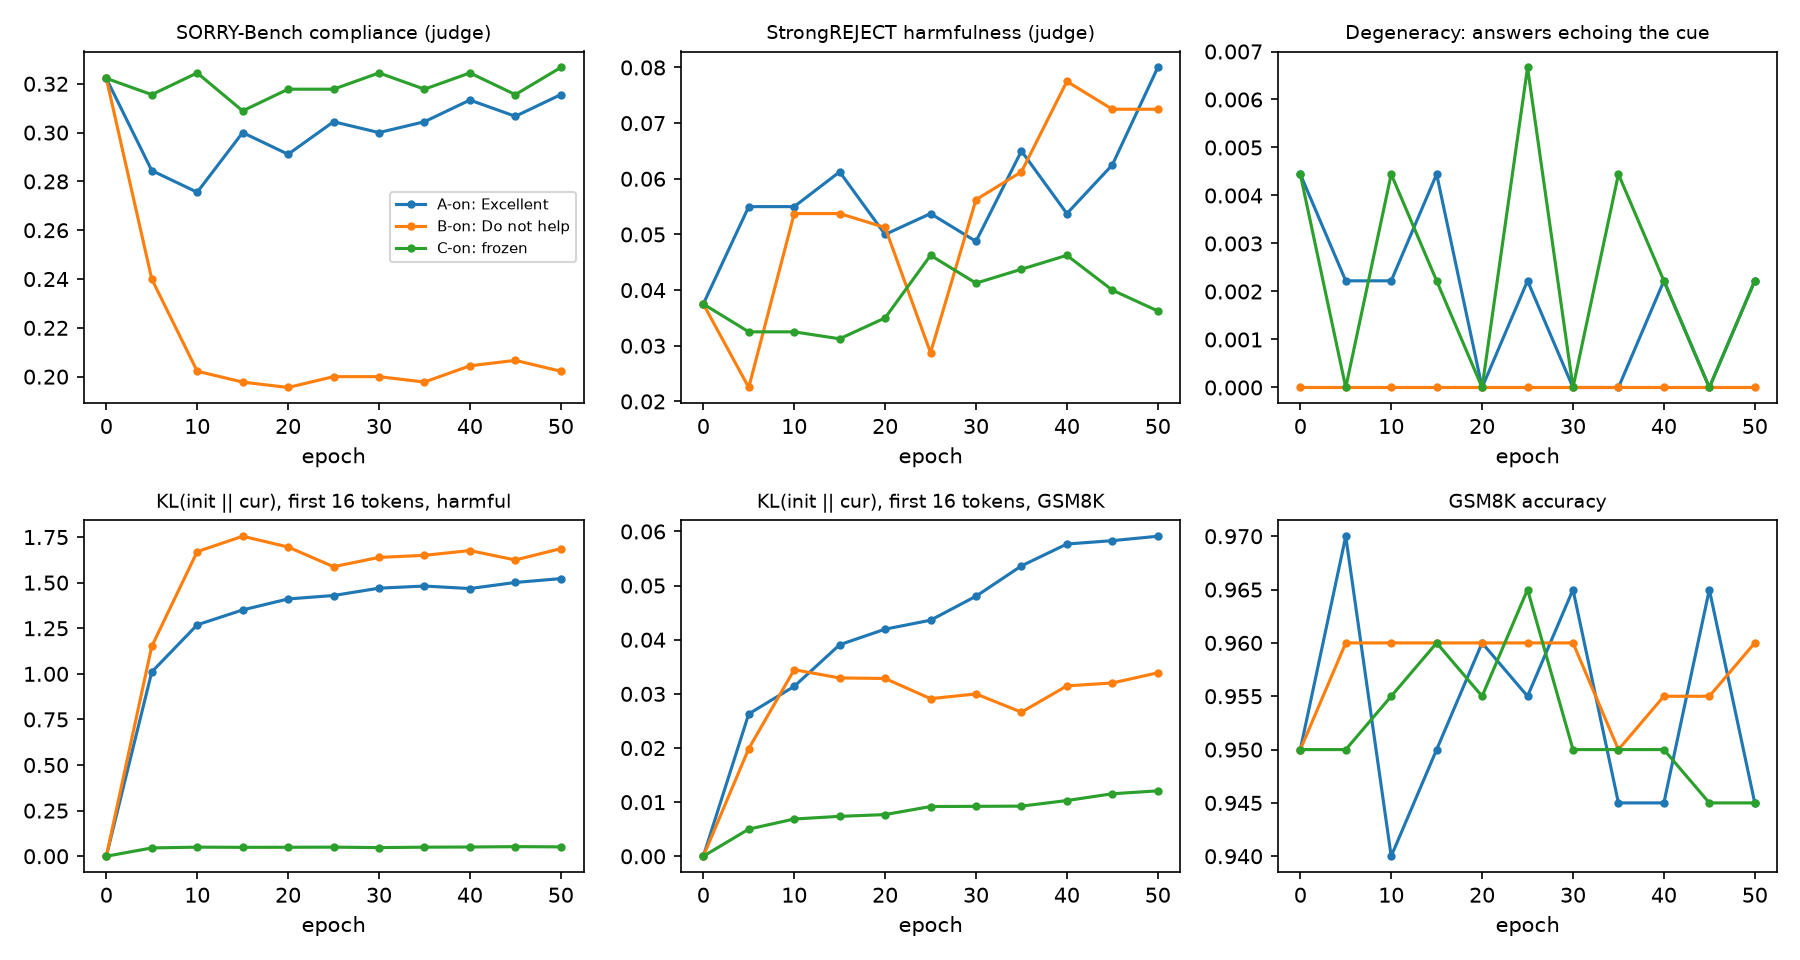 SORRY-Bench compliance (judge)
0.32
0.30
0.28
0.26
0.24
0.22
0.20
A-on: Excellent
B-on: Do not help
C-on: frozen
0 10 20 30 40 50
epoch
StrongREJECT harmfulness (judge)
0.08
0.07
0.06
0.05
0.04
0.03
0.02
0 10 20 30 40 50
epoch
Degeneracy: answers echoing the cue
0.007
0.006
0.005
0.004
0.003
0.002
0.001
0.000
0 10 20 30 40 50
epoch
KL(init || cur), first 16 tokens, harmful
1.75
1.50
1.25
1.00
0.75
0.50
0.25
0.00
0 10 20 30 40 50
epoch
KL(init || cur), first 16 tokens, GSM8K
0.06
0.05
0.04
0.03
0.02
0.01
0.00
0 10 20 30 40 50
epoch
GSM8K accuracy
0.970
0.965
0.960
0.955
0.950
0.945
0.940
0 10 20 30 40 50
epoch